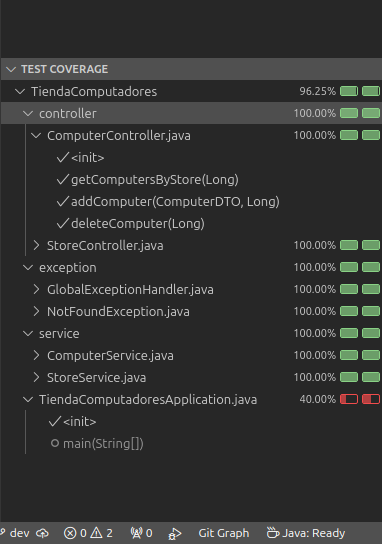 TEST COVERAGE
TiendaComputadores 96.25%
controller 100.00%
ComputerController.java 100.00%
<init>
getComputersByStore(Long)
addComputer(ComputerDTO, Long)
deleteComputer(Long)
StoreController.java 100.00%
exception 100.00%
GlobalExceptionHandler.java 100.00%
NotFoundException.java 100.00%
service 100.00%
ComputerService.java 100.00%
StoreService.java 100.00%
TiendaComputadoresApplication.java 40.00%
<init>
main(String[])
dev 0 2 0 Git Graph Java: Ready